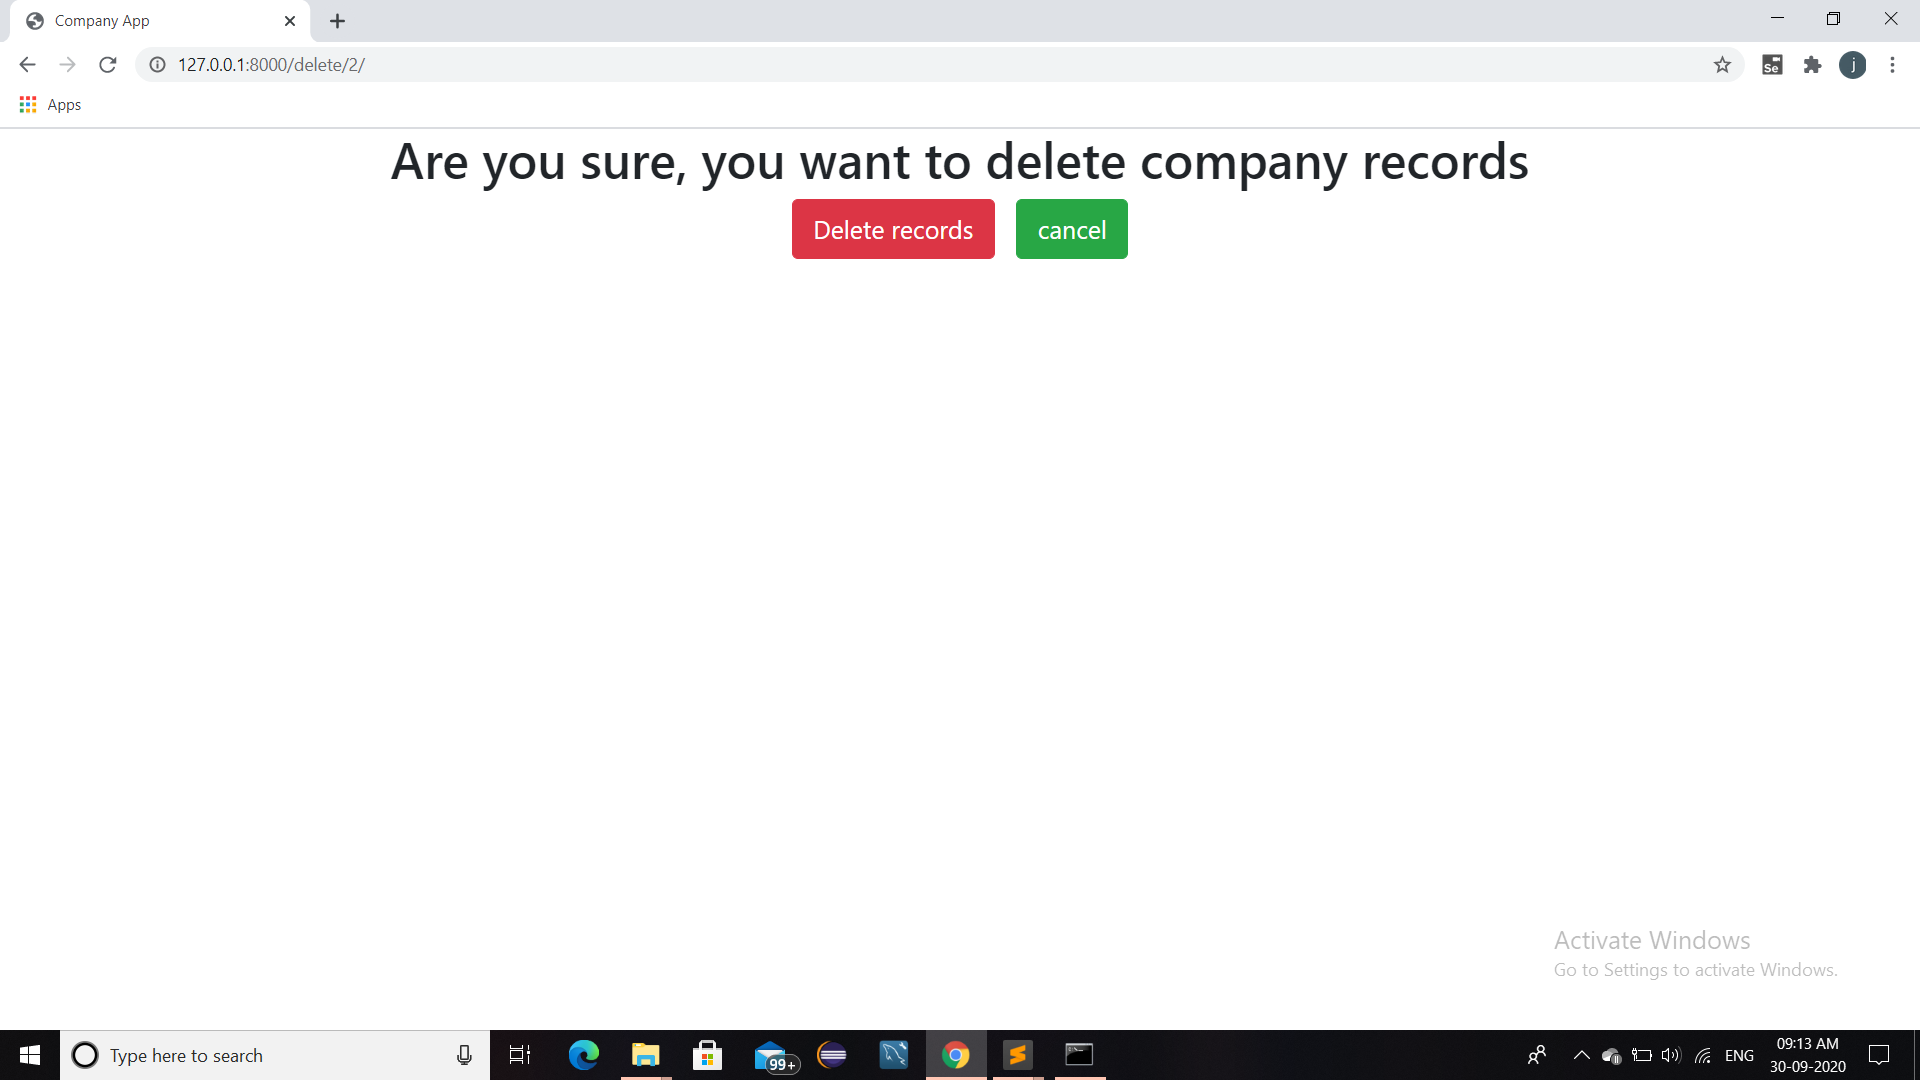 Company App
127.0.0.1:8000/delete/2/
Se
j
Apps
Are you sure, you want to delete company records
Delete records cancel
Activate Windows
Go to Settings to activate Windows.
Type here to search
99+
ENG
09:13 AM
30-09-2020